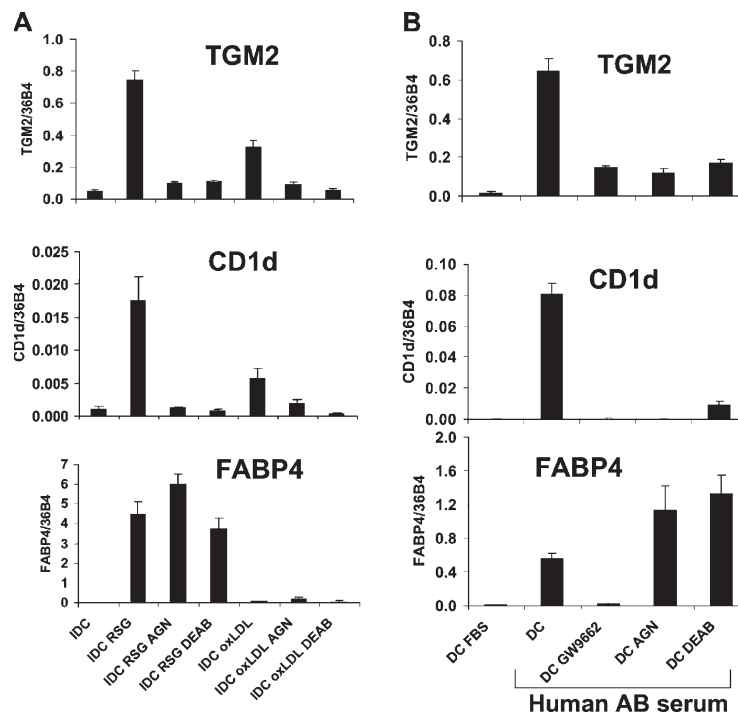 A
TGM2
TGM2/36B4
1.0
0.8
0.6
0.4
0.2
0.0
CD1d
CD1d/36B4
0.025
0.020
0.015
0.010
0.005
0.000
FABP4
FABP4/36B4
7
6
5
4
3
2
1
0
IDC
IDC RSG
IDC RSG AGN
IDC RSG DEAB
IDC oxLDL
IDC oxLDL AGN
IDC oxLDL DEAB
B
TGM2
TGM2/36B4
0.8
0.6
0.4
0.2
0.0
CD1d
CD1d/36B4
0.10
0.08
0.06
0.04
0.02
0.00
FABP4
FABP4/36B4
2.0
1.6
1.2
0.8
0.4
0.0
DC FBS
DC
DC GW9662
DC AGN
DC DEAB
Human AB serum